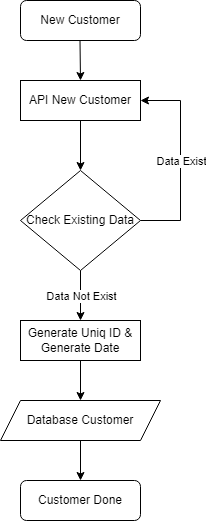 New Customer
API New Customer
Data Exist
Check Existing Data
Data Not Exist
Generate Uniq ID &
Generate Date
Database Customer
Customer Done